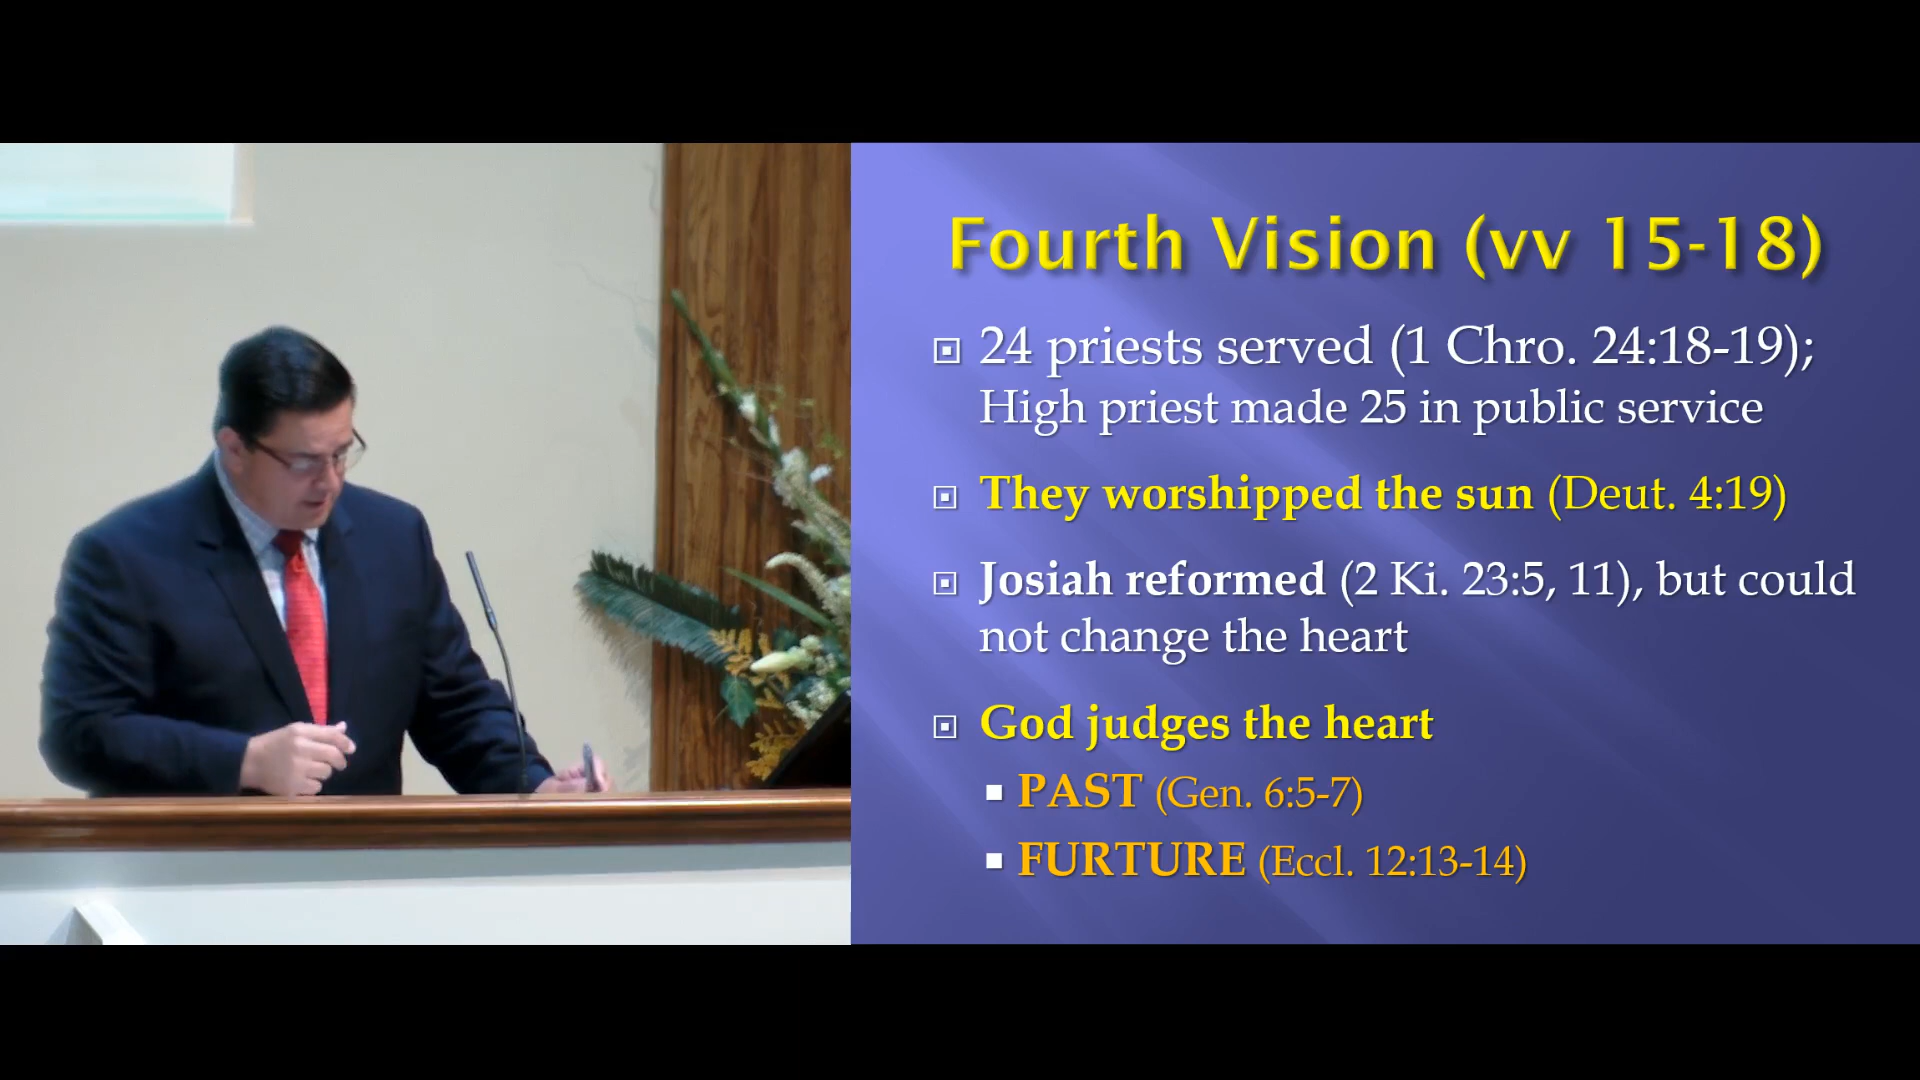 Fourth Vision (vv 15-18)
24 priests served (1 Chro. 24:18-19);
High priest made 25 in public service
They worshipped the sun (Deut. 4:19)
Josiah reformed (2 Ki. 23:5, 11), but could
not change the heart
God judges the heart
PAST (Gen. 6:5-7)
FURTURE (Eccl. 12:13-14)